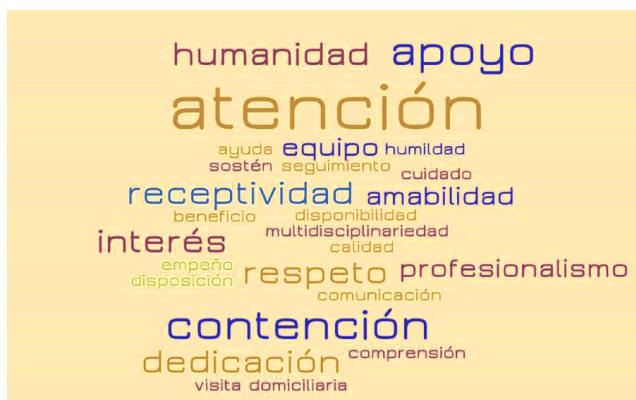 humanidad apoyo
atención
ayuda equipo humildad
sostén seguimiento cuidado
receptividad amabilidad
beneficio disponibilidad
interés multidisciplinariedad
calidad
empeño respeto profesionalismo
disposición
comunicación
contención
dedicación comprensión
visita domiciliaria